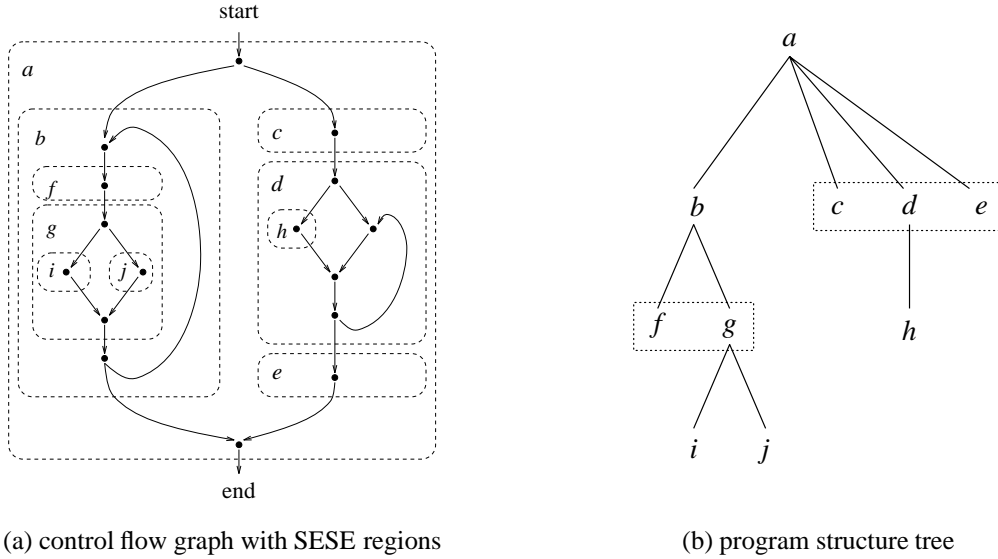 start
a
a
b
c
f
d
g
h
b
c
d
e
i
j
f
g
h
e
i
j
end
(a) control flow graph with SESE regions
(b) program structure tree